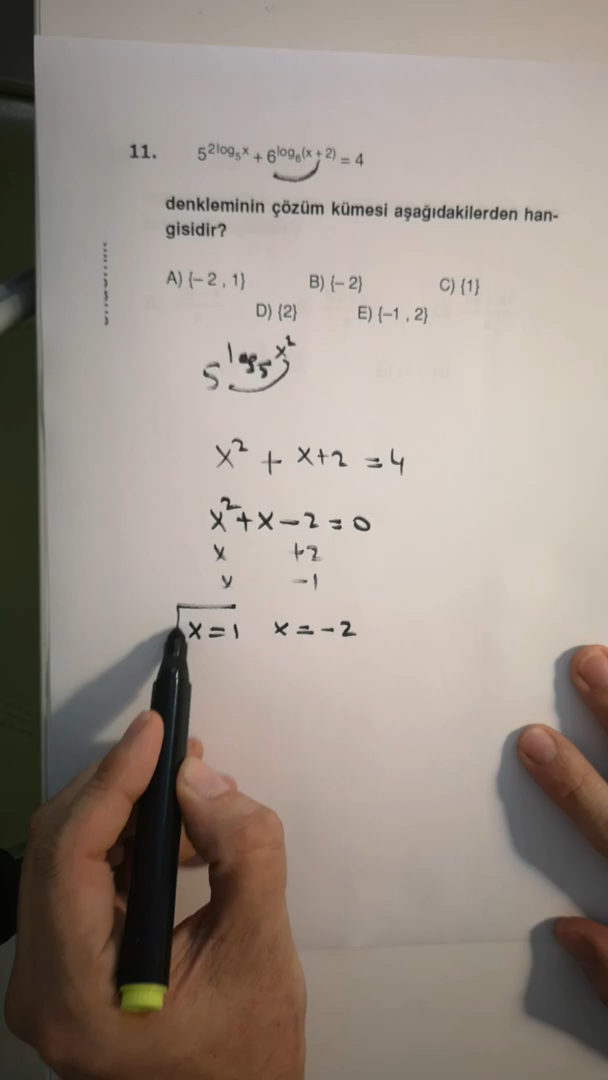 11. 5^2log₅x + 6^log₆(x + 2) = 4
denkleminin çözüm kümesi aşağıdakilerden han-
gisidir?
A) {– 2 , 1} B) {– 2} C) {1}
D) {2} E) {–1 , 2}
5^log₅x²
x² + x+2 = 4
x²+x-2=0
x +2
x -1
x=1 x=-2